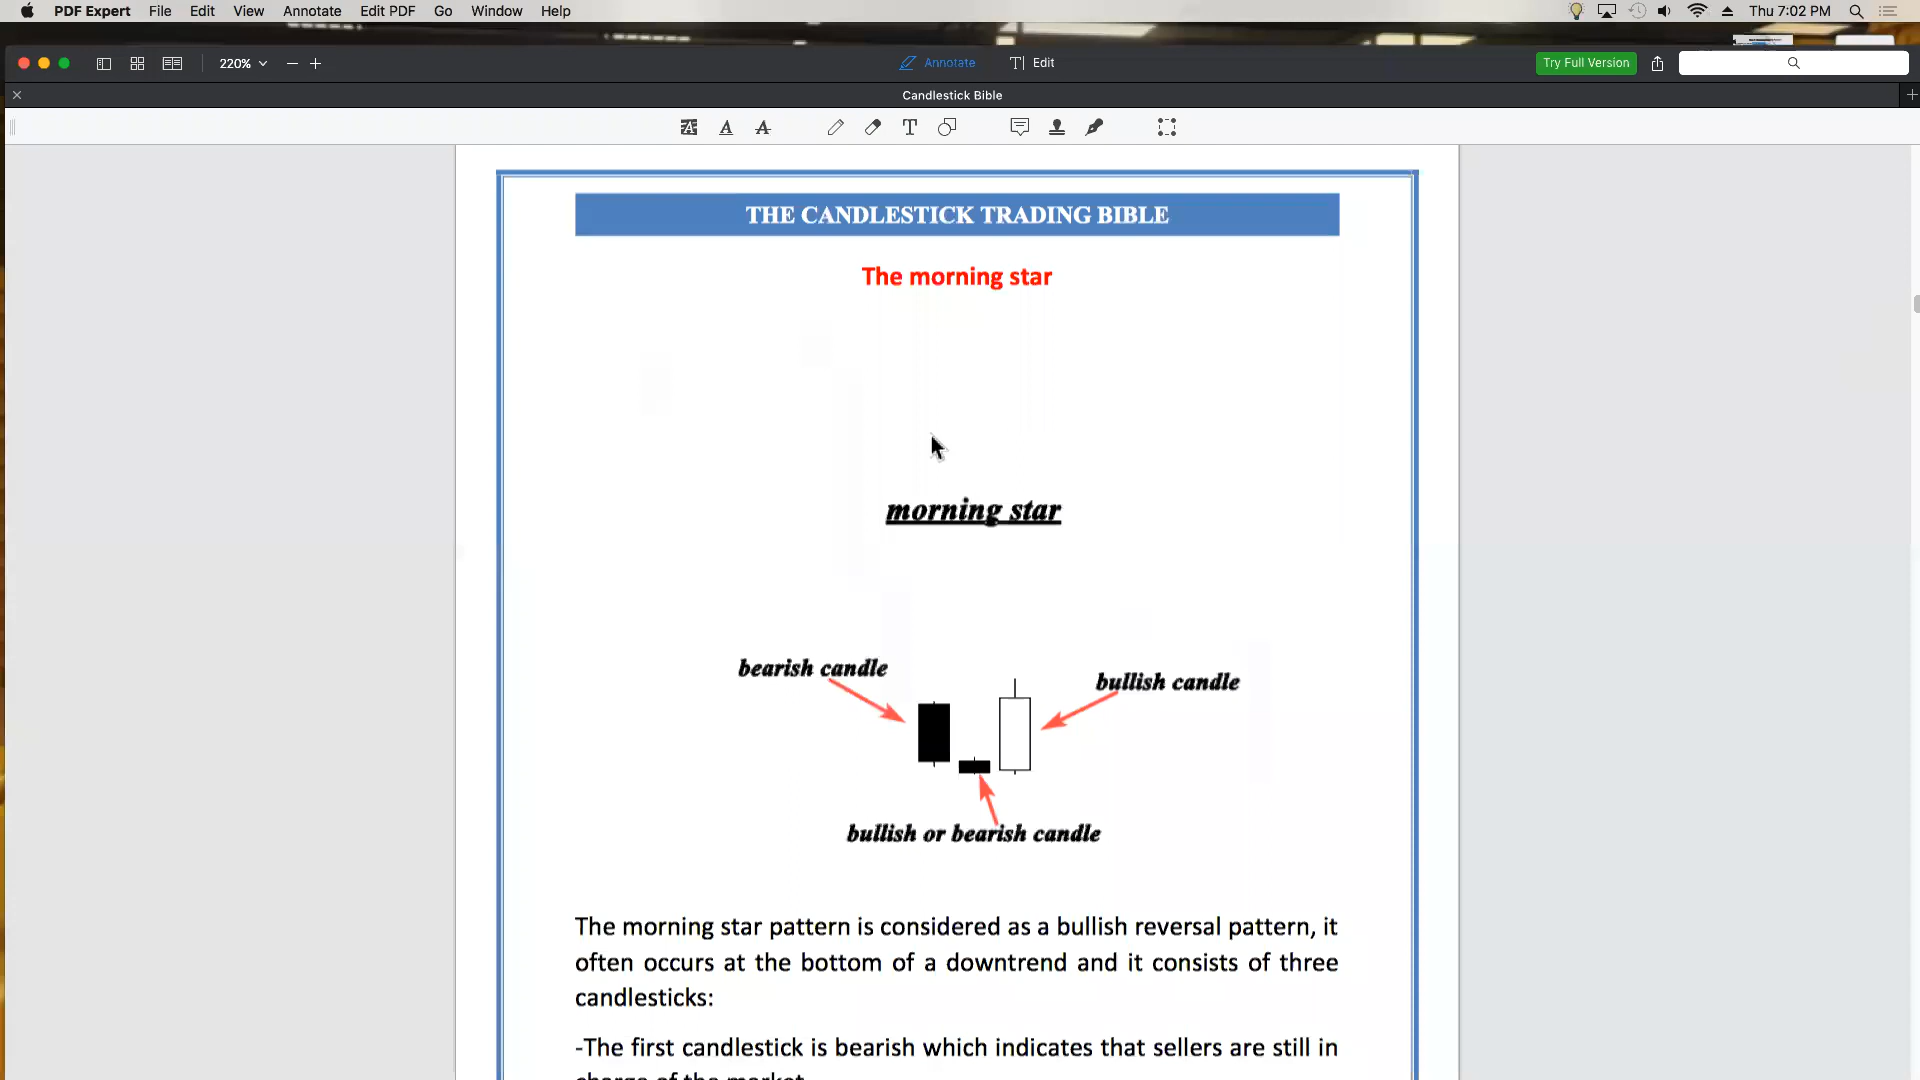 PDF Expert File Edit View Annotate Edit PDF Go Window Help Thu 7:02 PM
220% Annotate T Edit Try Full Version
Candlestick Bible
A A A T
THE CANDLESTICK TRADING BIBLE
The morning star
morning star
bearish candle
bullish candle
bullish or bearish candle
The morning star pattern is considered as a bullish reversal pattern, it
often occurs at the bottom of a downtrend and it consists of three
candlesticks:
-The first candlestick is bearish which indicates that sellers are still in
charge of the market